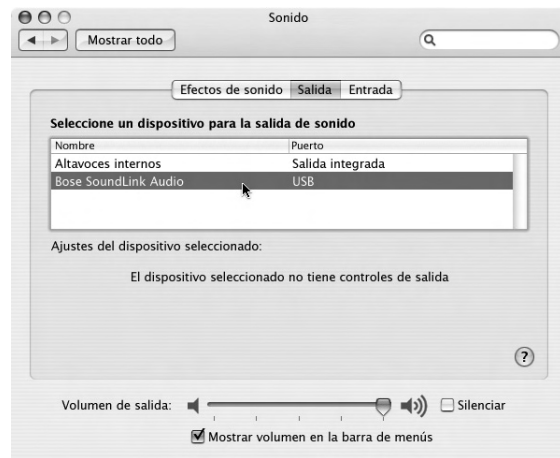 Sonido
Mostrar todo
Efectos de sonido Salida Entrada
Seleccione un dispositivo para la salida de sonido
Nombre Puerto
Altavoces internos Salida integrada
Bose SoundLink Audio USB
Ajustes del dispositivo seleccionado:
El dispositivo seleccionado no tiene controles de salida
?
Volumen de salida: Silenciar
Mostrar volumen en la barra de menús